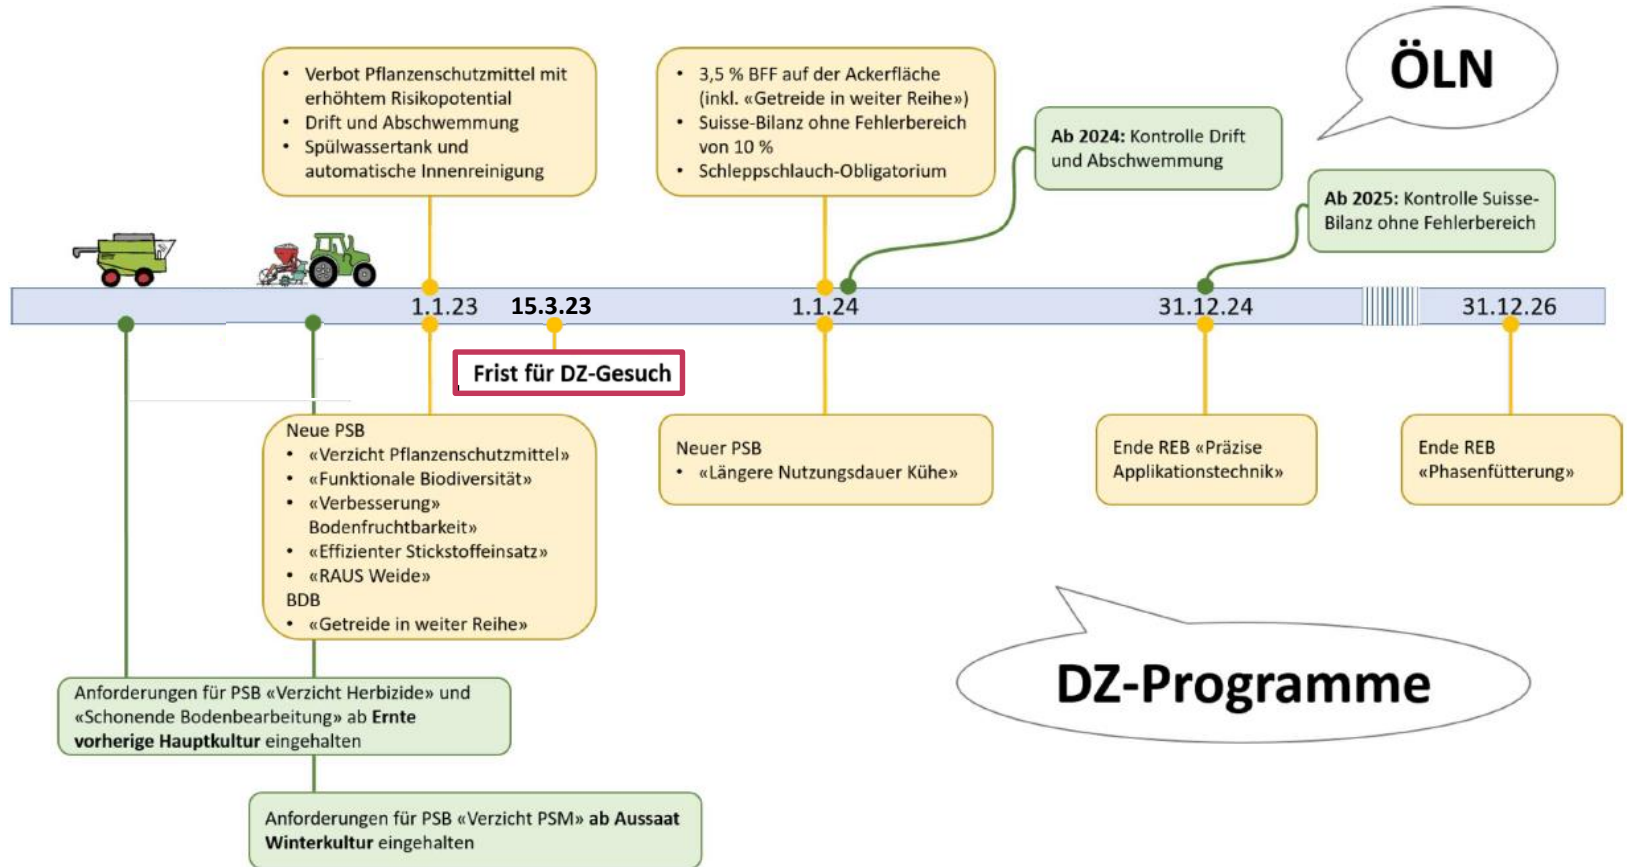 • Verbot Pflanzenschutzmittel mit
erhöhtem Risikopotential
• Drift und Abschwemmung
• Spülwassertank und
automatische Innenreinigung
• 3,5 % BFF auf der Ackerfläche
(inkl. «Getreide in weiter Reihe»)
• Suisse-Bilanz ohne Fehlerbereich
von 10 %
• Schleppschlauch-Obligatorium
ÖLN
Ab 2024: Kontrolle Drift
und Abschwemmung
Ab 2025: Kontrolle Suisse-
Bilanz ohne Fehlerbereich
1.1.23
15.3.23
1.1.24
31.12.24
31.12.26
Frist für DZ-Gesuch
Neue PSB
• «Verzicht Pflanzenschutzmittel»
• «Funktionale Biodiversität»
• «Verbesserung»
Bodenfruchtbarkeit»
• «Effizienter Stickstoffeinsatz»
• «RAUS Weide»
BDB
• «Getreide in weiter Reihe»
Neuer PSB
• «Längere Nutzungsdauer Kühe»
Ende REB «Präzise
Applikationstechnik»
Ende REB
«Phasenfütterung»
DZ-Programme
Anforderungen für PSB «Verzicht Herbizide» und
«Schonende Bodenbearbeitung» ab Ernte
vorherige Hauptkultur eingehalten
Anforderungen für PSB «Verzicht PSM» ab Aussaat
Winterkultur eingehalten